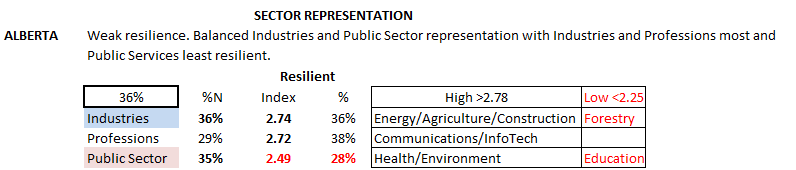 SECTOR REPRESENTATION
ALBERTA Weak resilience. Balanced Industries and Public Sector representation with Industries and Professions most and
Public Services least resilient.
Resilient
36% %N Index % High >2.78 Low <2.25
Industries 36% 2.74 36% Energy/Agriculture/Construction Forestry
Professions 29% 2.72 38% Communications/InfoTech
Public Sector 35% 2.49 28% Health/Environment Education